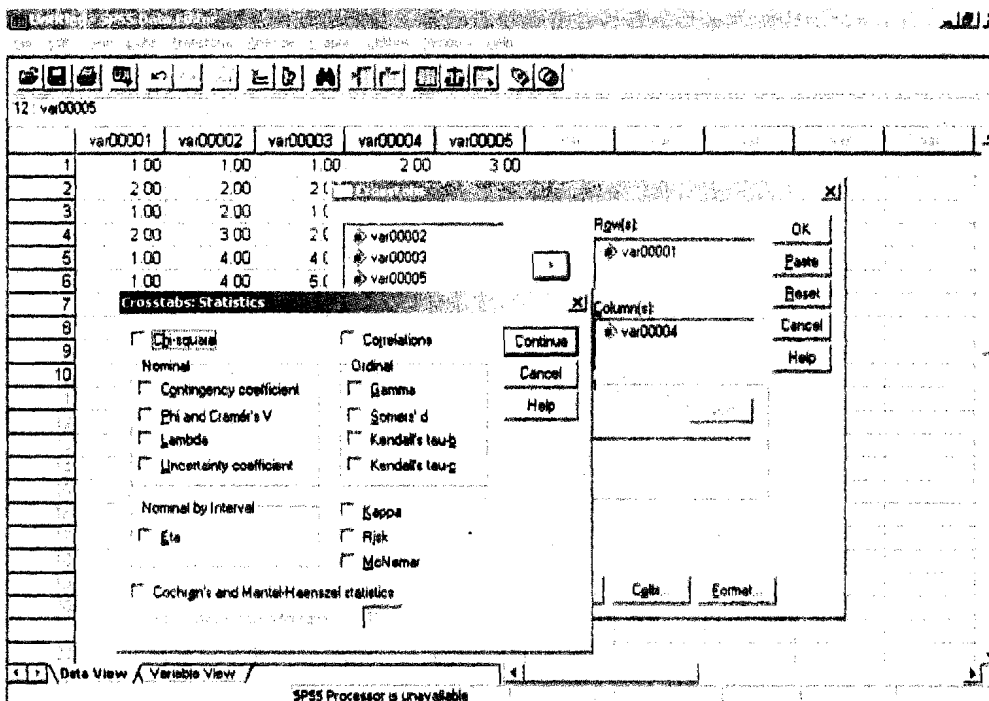 12 : var00005
var00001 var00002 var00003 var00004 var00005
1 1.00 1.00 1.00 2.00 3.00
2 2.00 2.00
3 1.00 2.00
4 2.00 3.00
5 1.00 4.00
6 1.00 4.00
7
8
9
10
var00002
var00003
var00005
Row(s):
var00001
Column(s):
var00004
OK
Paste
Reset
Cancel
Help
Cells...
Format...
Crosstabs: Statistics
Chi-square
Correlations
Continue
Cancel
Help
Nominal
Contingency coefficient
Phi and Cramér's V
Lambda
Uncertainty coefficient
Ordinal
Gamma
Somers' d
Kendall's tau-b
Kendall's tau-c
Nominal by Interval
Eta
Kappa
Risk
McNemar
Cochran's and Mantel-Haenszel statistics
Data View Variable View
SPSS Processor is unavailable